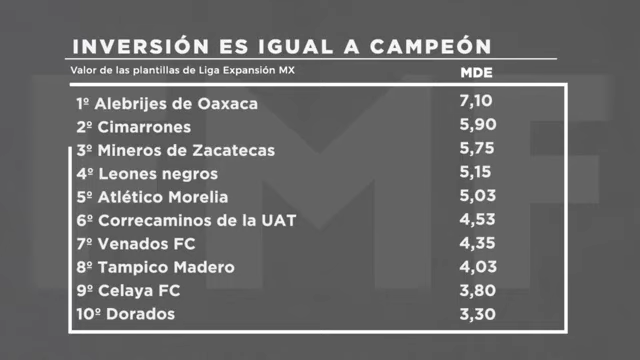 INVERSIÓN ES IGUAL A CAMPEÓN
Valor de las plantillas de Liga Expansión MX MDE
1º Alebrijes de Oaxaca 7,10
2º Cimarrones 5,90
3º Mineros de Zacatecas 5,75
4º Leones negros 5,15
5º Atlético Morelia 5,03
6º Correcaminos de la UAT 4,53
7º Venados FC 4,35
8º Tampico Madero 4,03
9º Celaya FC 3,80
10º Dorados 3,30